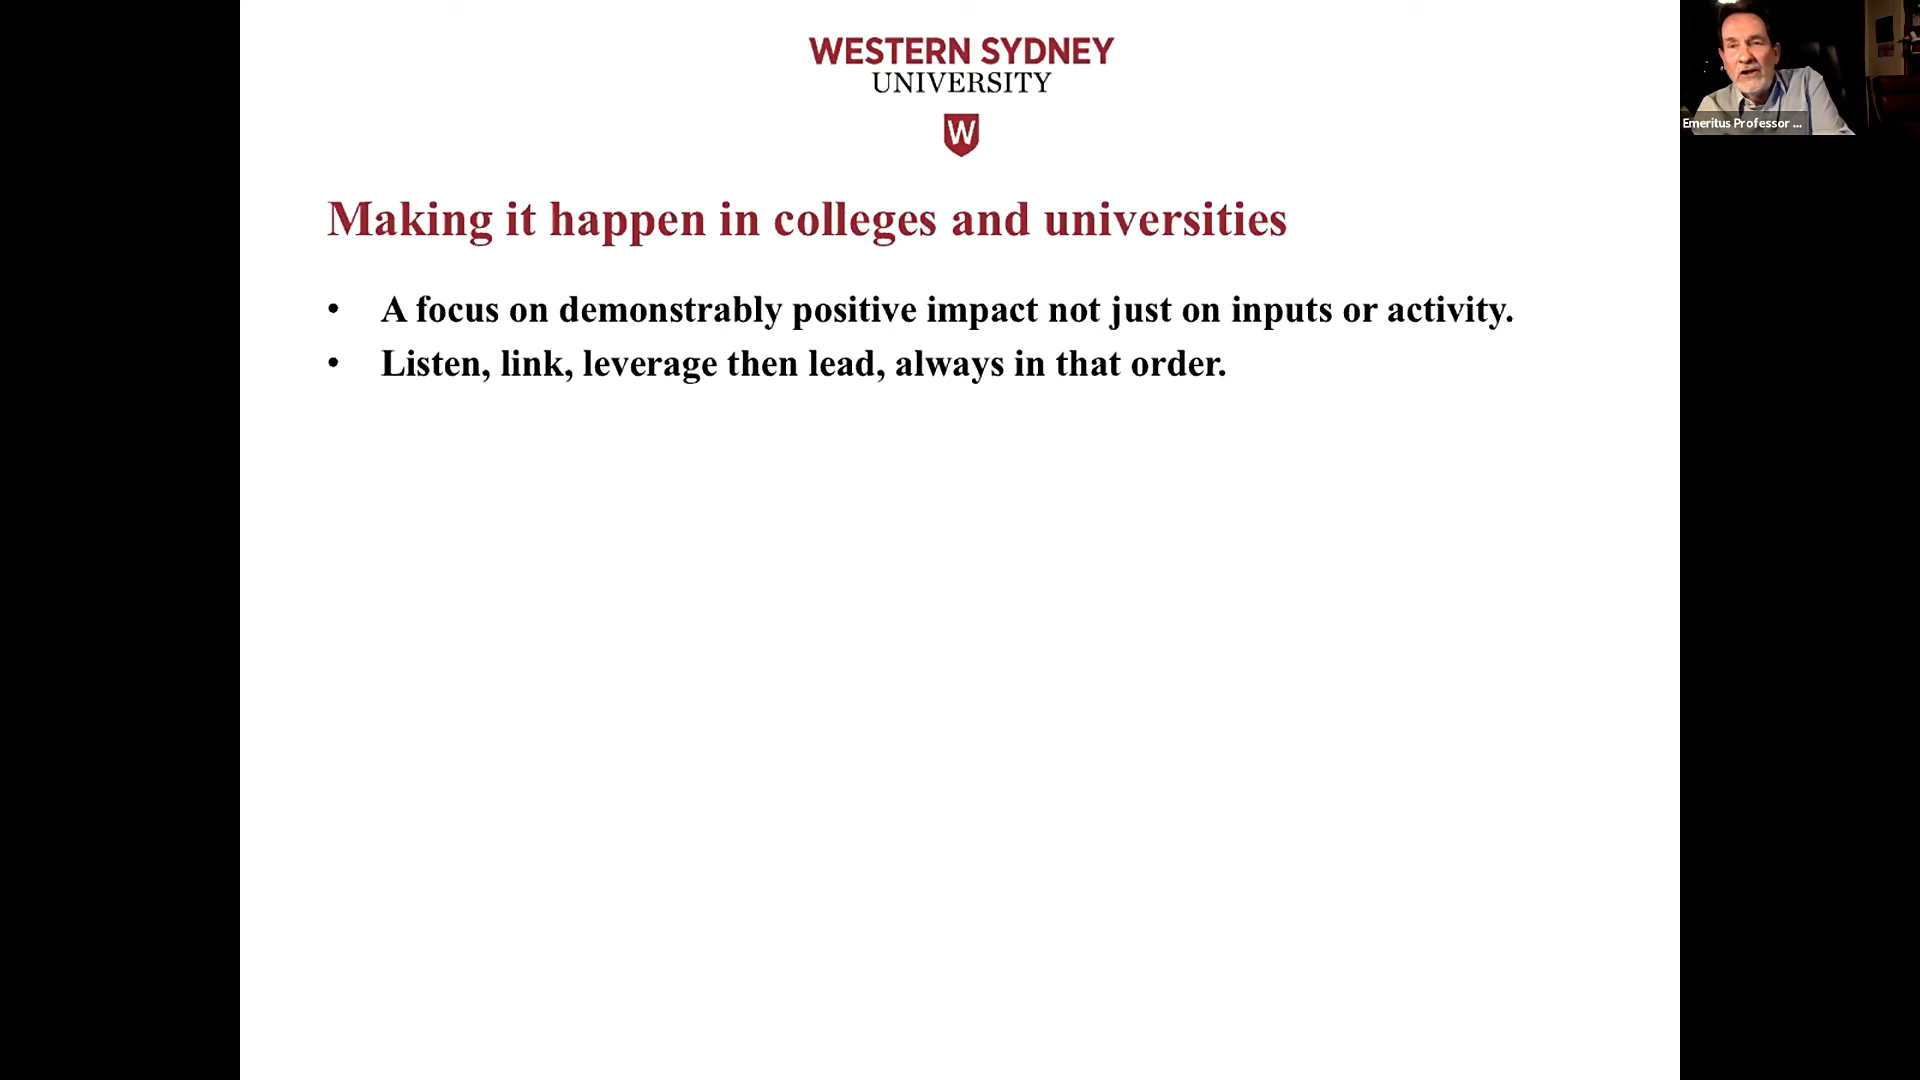 WESTERN SYDNEY
UNIVERSITY
W
Emeritus Professor ...
Making it happen in colleges and universities
• A focus on demonstrably positive impact not just on inputs or activity.
• Listen, link, leverage then lead, always in that order.